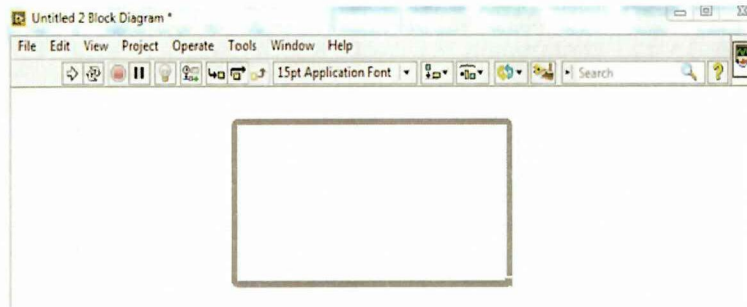 Untitled 2 Block Diagram *
File Edit View Project Operate Tools Window Help
15pt Application Font Search